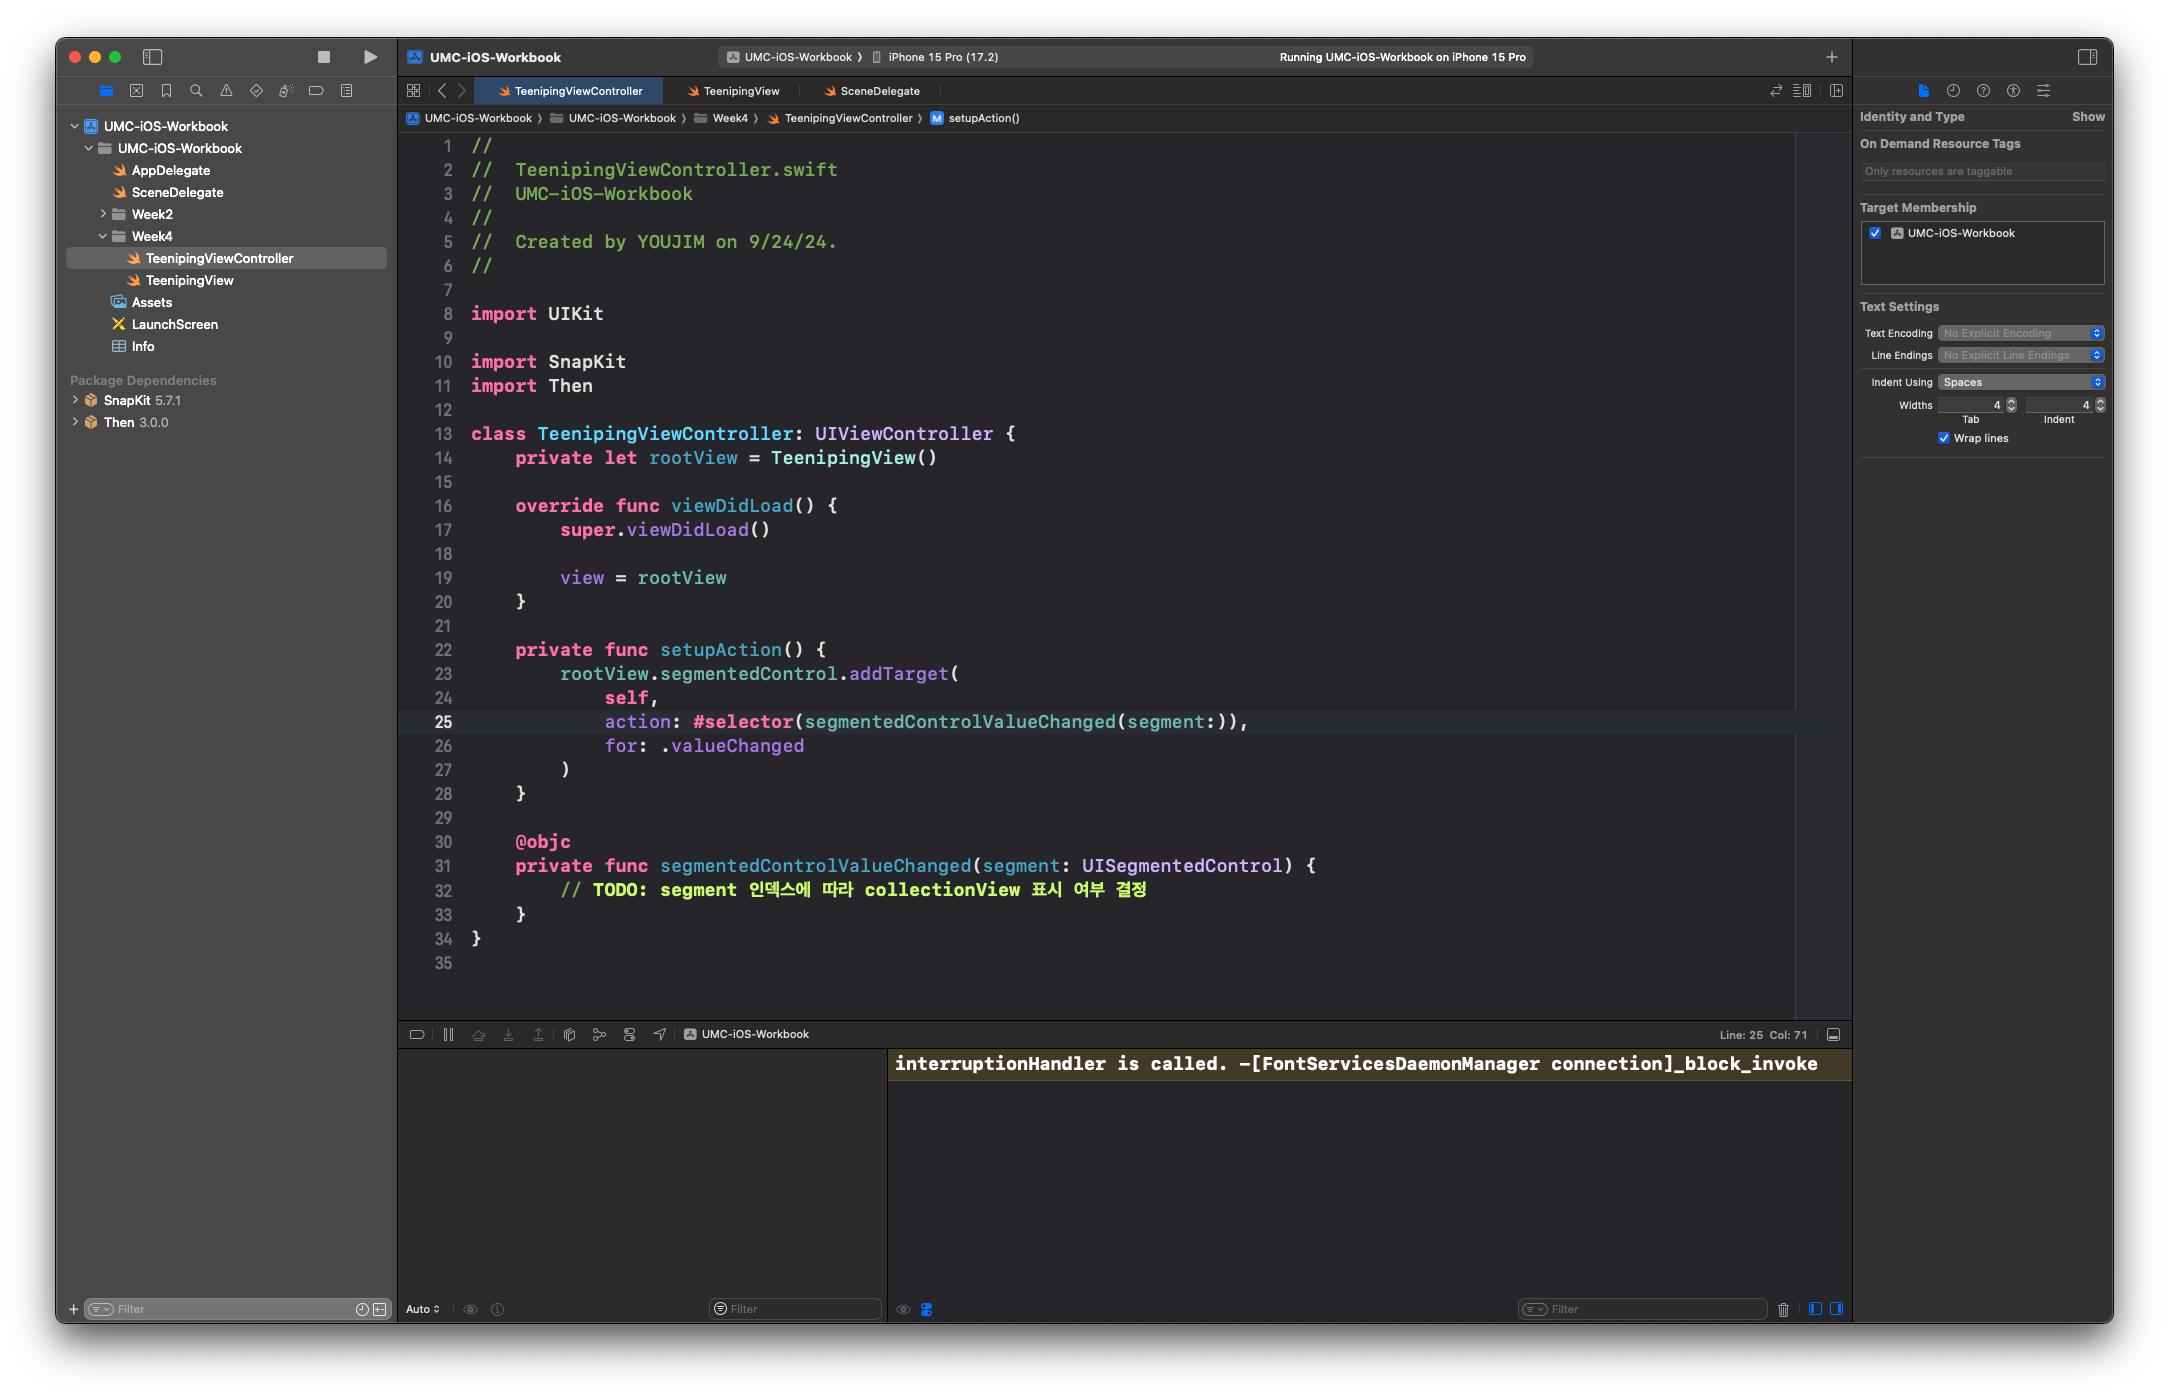 UMC-iOS-Workbook
UMC-iOS-Workbook
AppDelegate
SceneDelegate
Week2
Week4
TeenipingViewController
TeenipingView
Assets
LaunchScreen
Info
Package Dependencies
SnapKit 5.7.1
Then 3.0.0
Filter
UMC-iOS-Workbook
UMC-iOS-Workbook 〉 iPhone 15 Pro (17.2)
Running UMC-iOS-Workbook on iPhone 15 Pro
TeenipingViewController
TeenipingView
SceneDelegate
UMC-iOS-Workbook 〉 UMC-iOS-Workbook 〉 Week4 〉 TeenipingViewController 〉 M setupAction()
1 //
2 //  TeenipingViewController.swift
3 //  UMC-iOS-Workbook
4 //
5 //  Created by YOUJIM on 9/24/24.
6 //
7
8 import UIKit
9
10 import SnapKit
11 import Then
12
13 class TeenipingViewController: UIViewController {
14     private let rootView = TeenipingView()
15
16     override func viewDidLoad() {
17         super.viewDidLoad()
18
19         view = rootView
20     }
21
22     private func setupAction() {
23         rootView.segmentedControl.addTarget(
24             self,
25             action: #selector(segmentedControlValueChanged(segment:)),
26             for: .valueChanged
27         )
28     }
29
30     @objc
31     private func segmentedControlValueChanged(segment: UISegmentedControl) {
32         // TODO: segment 인덱스에 따라 collectionView 표시 여부 결정
33     }
34 }
35
UMC-iOS-Workbook
Line: 25 Col: 71
interruptionHandler is called. -[FontServicesDaemonManager connection]_block_invoke
Auto
Filter
Filter
Identity and Type
Show
On Demand Resource Tags
Only resources are taggable
Target Membership
UMC-iOS-Workbook
Text Settings
Text Encoding No Explicit Encoding
Line Endings No Explicit Line Endings
Indent Using Spaces
Widths 4 4
Tab Indent
Wrap lines